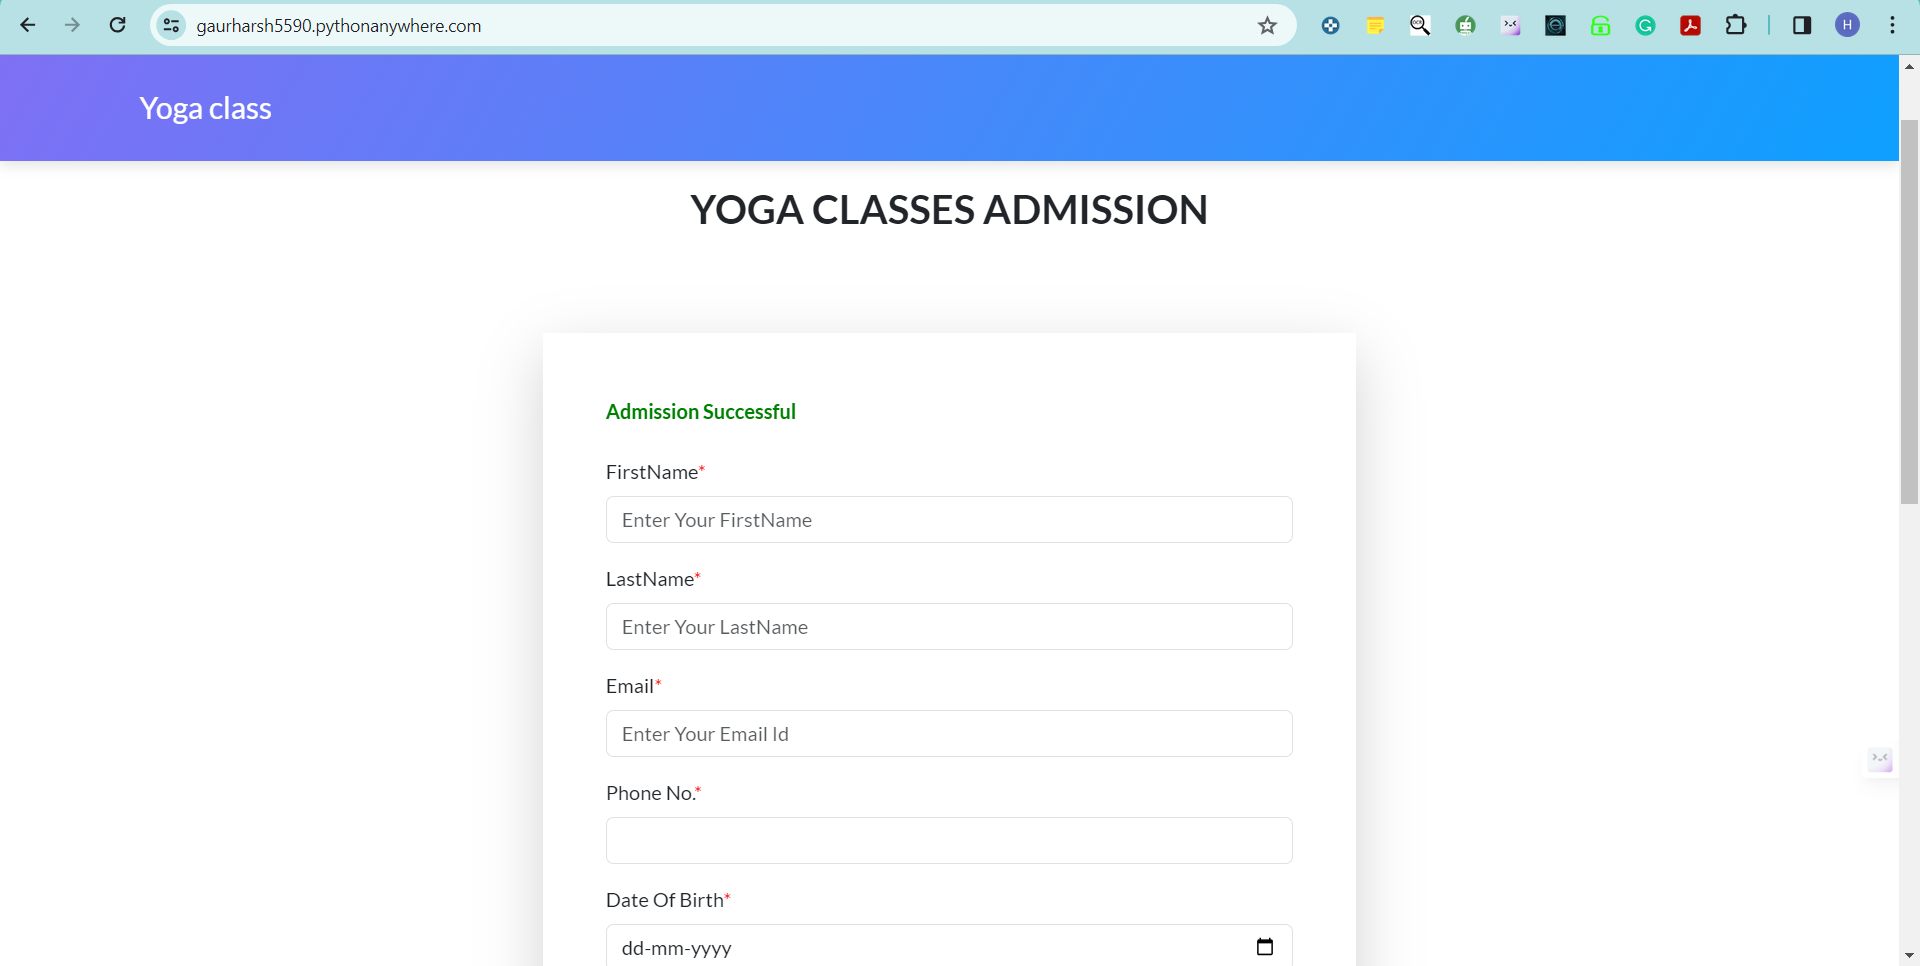 gaurharsh5590.pythonanywhere.com
H
Yoga class
YOGA CLASSES ADMISSION
Admission Successful
FirstName*
Enter Your FirstName
LastName*
Enter Your LastName
Email*
Enter Your Email Id
Phone No.*
Date Of Birth*
dd-mm-yyyy